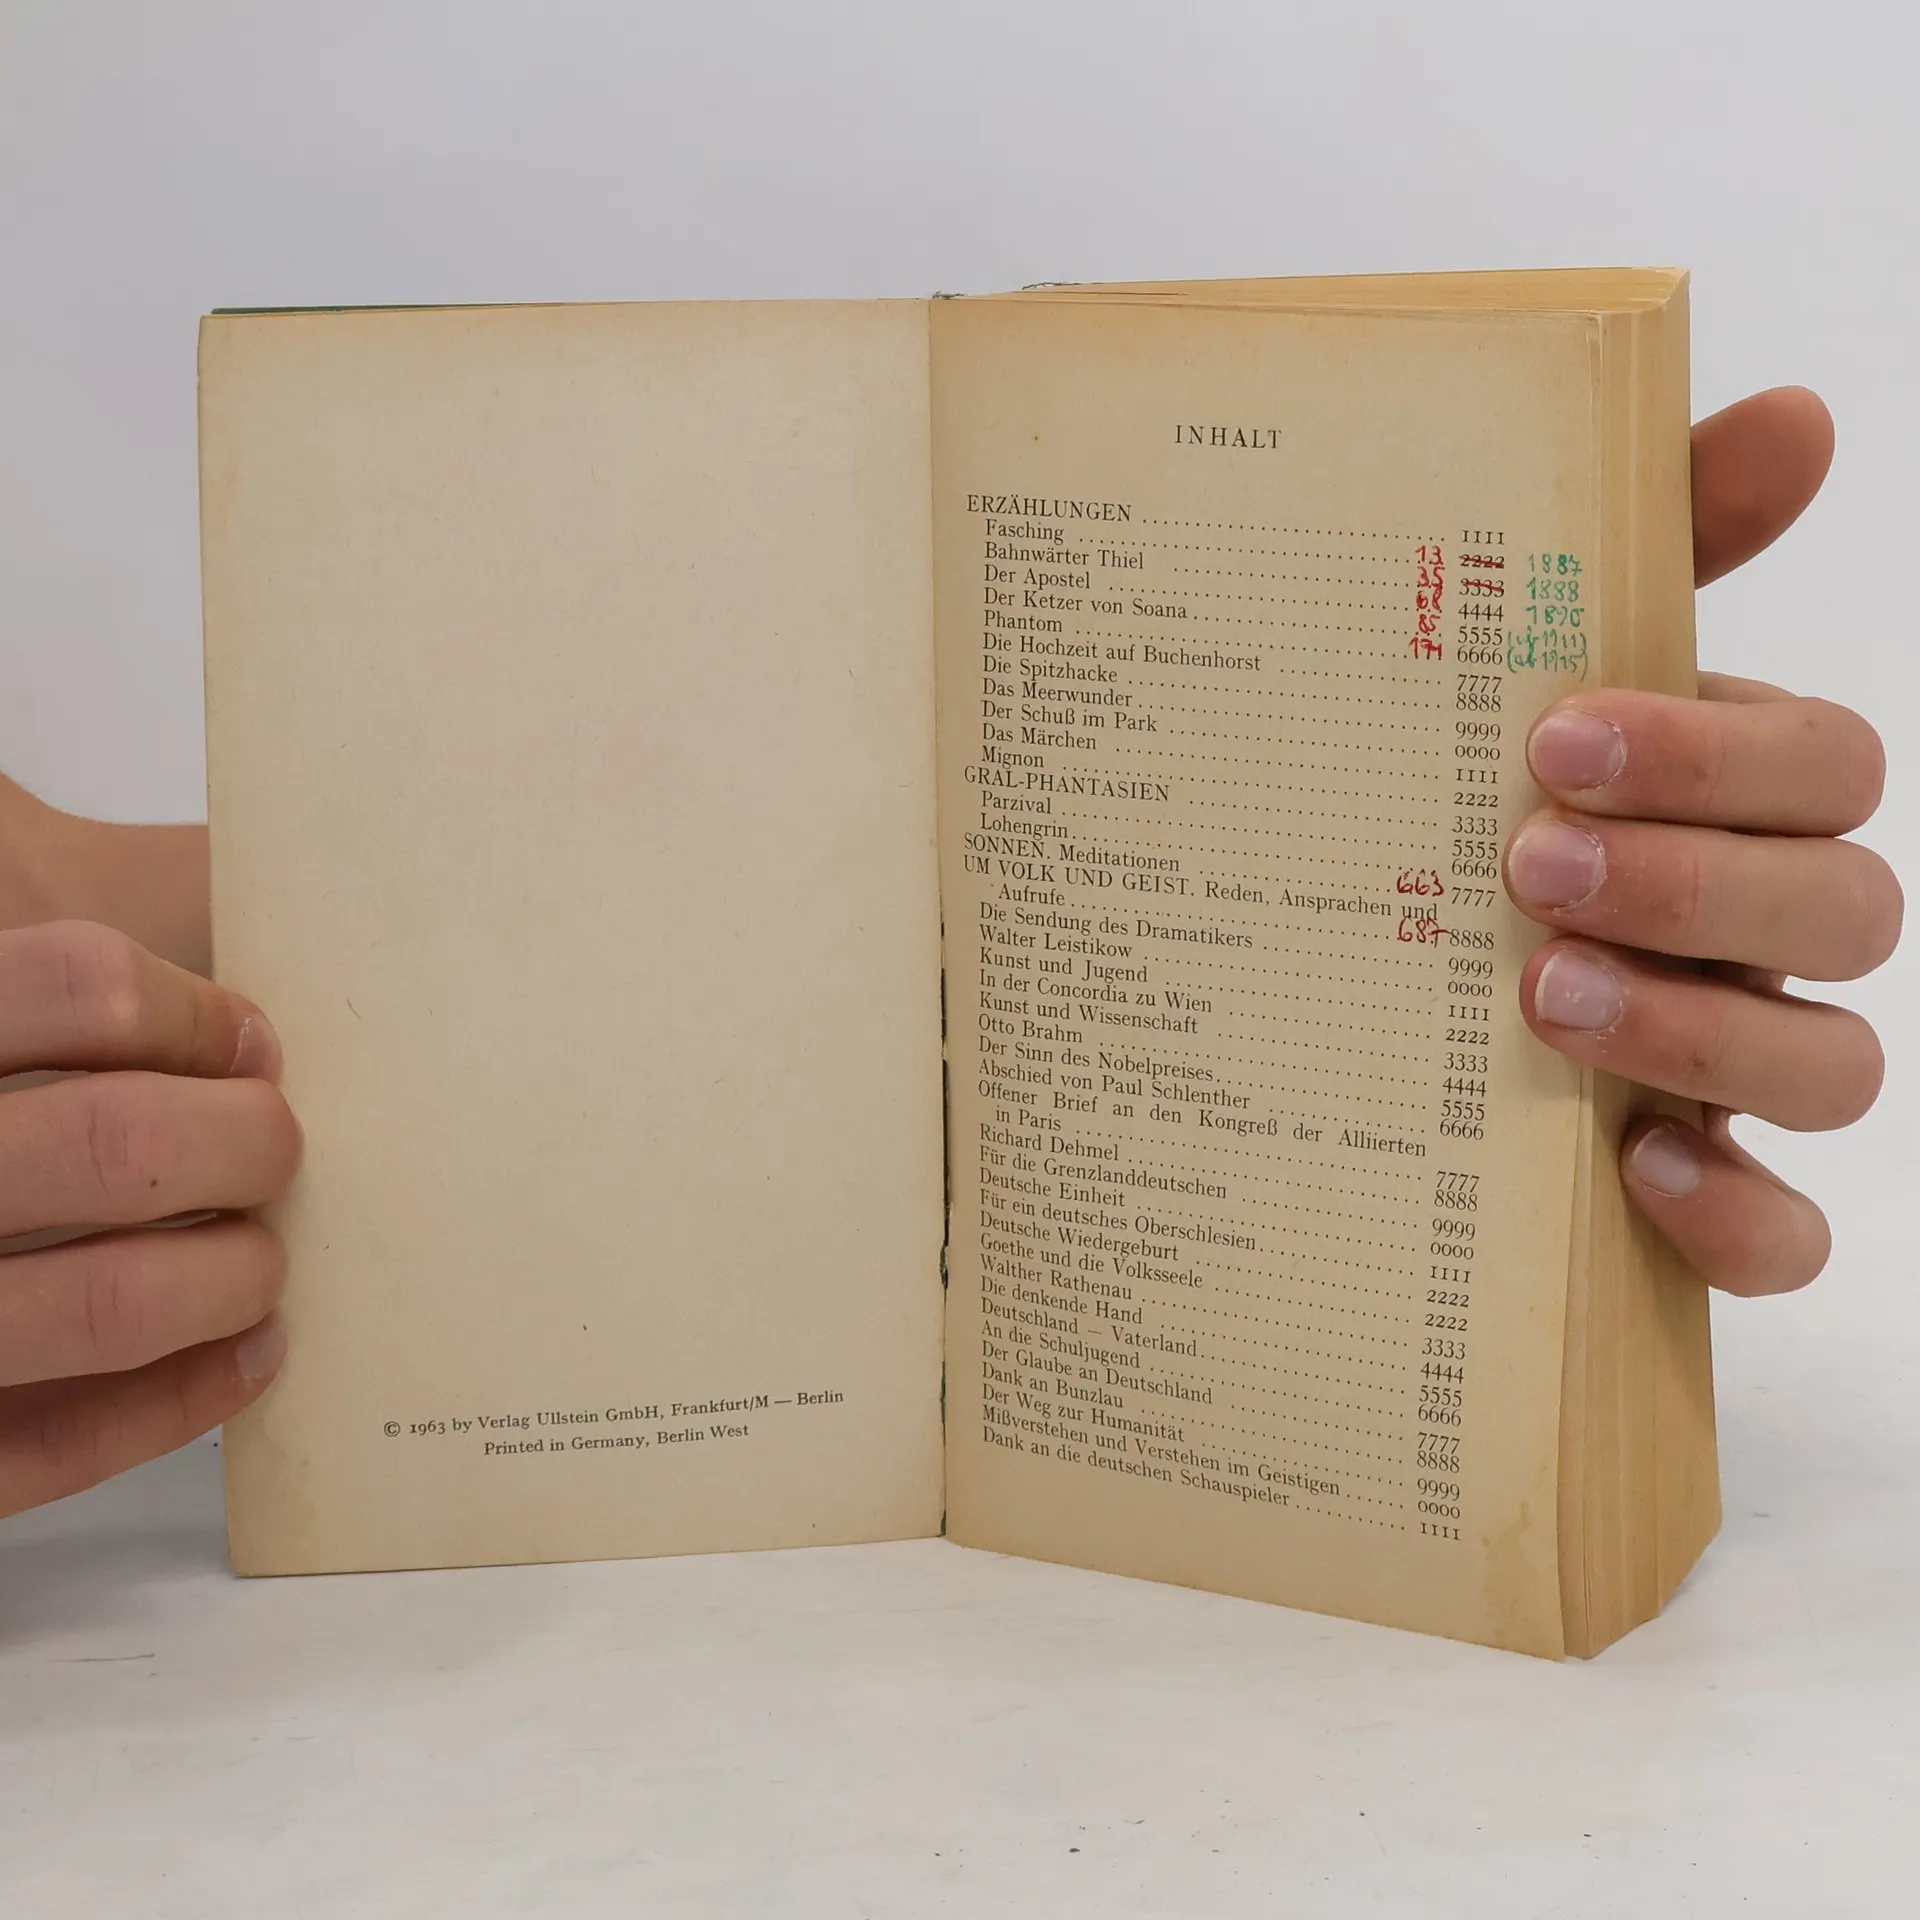 © 1963 by Verlag Ullstein GmbH, Frankfurt/M — Berlin
Printed in Germany, Berlin West
INHALT
ERZÄHLUNGEN 1111
Fasching 13 2222 1887
Bahnwärter Thiel 35 3333 1888
Der Apostel 68 4444 1890
Der Ketzer von Soana 85 5555 (ab 1911)
Phantom 171 6666 (ab 1915)
Die Hochzeit auf Buchenhorst 7777
Die Spitzhacke 8888
Das Meerwunder 9999
Der Schuß im Park 0000
Das Märchen 1111
Mignon 2222
GRAL-PHANTASIEN 3333
Parzival 5555
Lohengrin 6666
SONNEN. Meditationen 663 7777
UM VOLK UND GEIST. Reden, Ansprachen und
Aufrufe 687 8888
Die Sendung des Dramatikers 9999
Walter Leistikow 0000
Kunst und Jugend 1111
In der Concordia zu Wien 2222
Kunst und Wissenschaft 3333
Otto Brahm 4444
Der Sinn des Nobelpreises 5555
Abschied von Paul Schlenther 6666
Offener Brief an den Kongreß der Alliierten
in Paris 7777
Richard Dehmel 8888
Für die Grenzlanddeutschen 9999
Deutsche Einheit 0000
Für ein deutsches Oberschlesien 1111
Deutsche Wiedergeburt 2222
Goethe und die Volksseele 2222
Walther Rathenau 3333
Die denkende Hand 4444
Deutschland — Vaterland 5555
An die Schuljugend 6666
Der Glaube an Deutschland 7777
Dank an Bunzlau 8888
Der Weg zur Humanität 9999
Mißverstehen und Verstehen im Geistigen 0000
Dank an die deutschen Schauspieler 1111